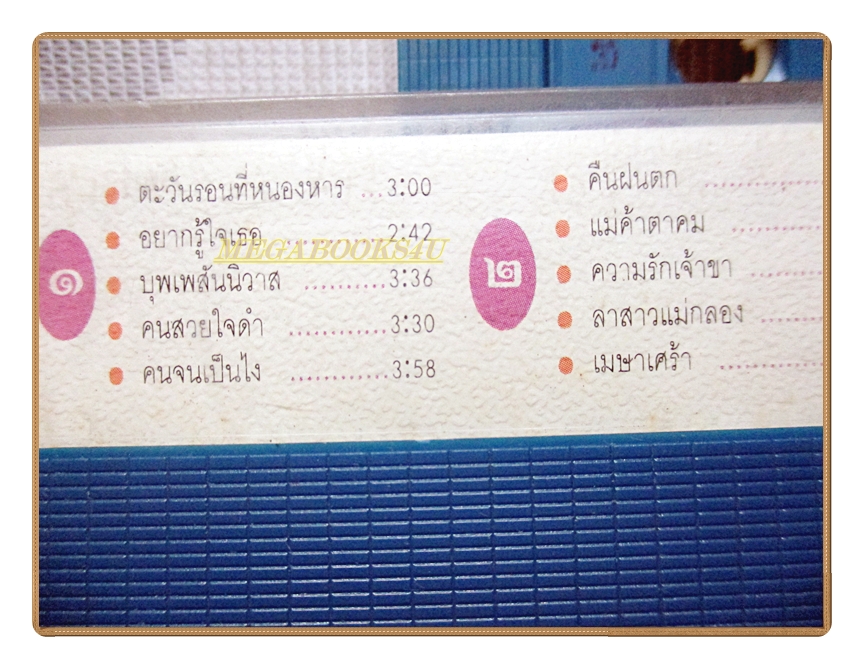 ๑
ตะวันรอนที่หนองหาร ...3:00
อยากรู้ใจเธอ ............2:42
บุพเพสันนิวาส ...........3:36
คนสวยใจดำ .............3:30
คนจนเป็นไง .............3:58
๒
คืนฝนตก
แม่ค้าตาคม
ความรักเจ้าขา
ลาสาวแม่กลอง
เมษาเศร้า
MEGABOOKS4U